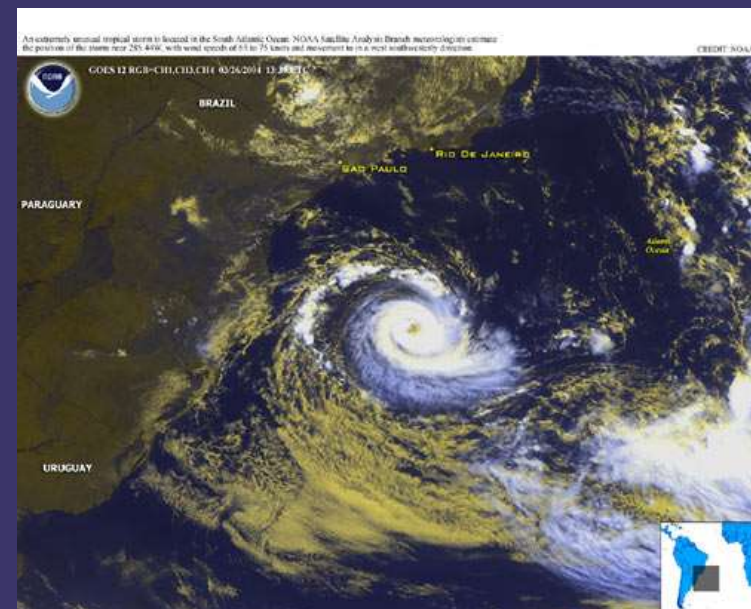 An extremely unusual tropical storm is located in the South Atlantic Ocean. NOAA Satellite Analysis Branch meteorologists estimate
the position of the storm near 28S 44W, with wind speeds of 65 to 75 knots and movement to in a west southwesterly direction.
CREDIT: NOAA
NOAA
GOES 12 RGB=CH1,CH3,CH4 03/26/2004
BRAZIL
RIO DE JANEIRO
SAO PAULO
PARAGUARY
Atlantic
Oceain
URUGUAY